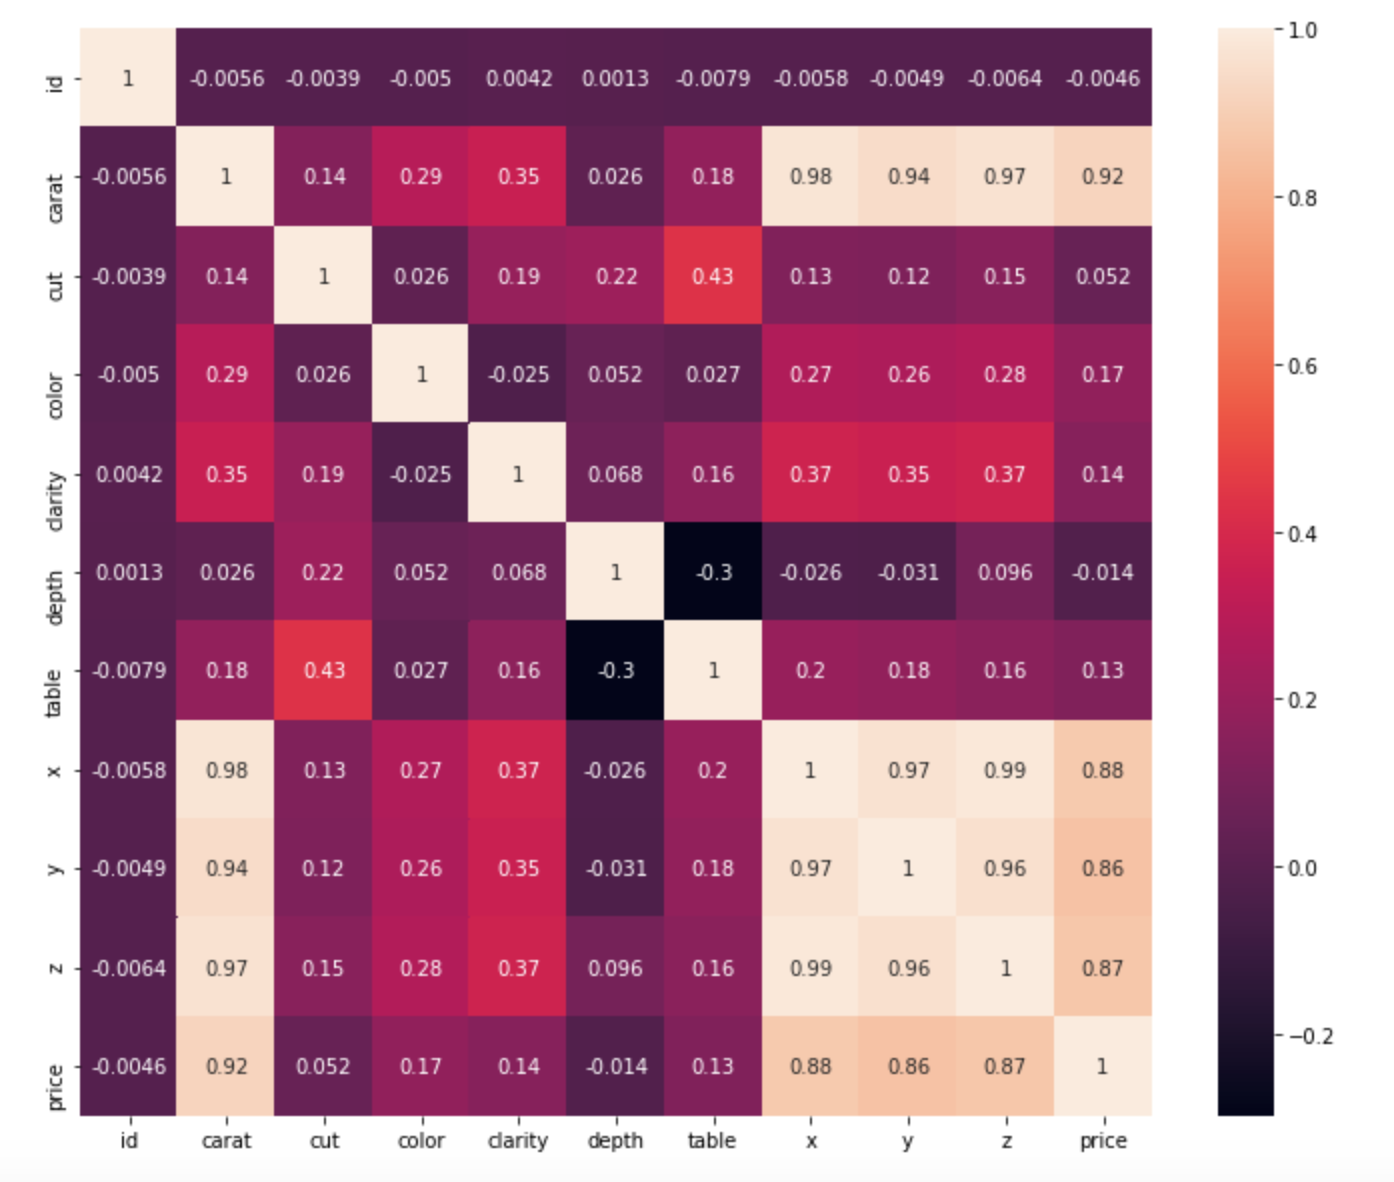 id 1 -0.0056 -0.0039 -0.005 0.0042 0.0013 -0.0079 -0.0058 -0.0049 -0.0064 -0.0046
carat -0.0056 1 0.14 0.29 0.35 0.026 0.18 0.98 0.94 0.97 0.92
cut -0.0039 0.14 1 0.026 0.19 0.22 0.43 0.13 0.12 0.15 0.052
color -0.005 0.29 0.026 1 -0.025 0.052 0.027 0.27 0.26 0.28 0.17
clarity 0.0042 0.35 0.19 -0.025 1 0.068 0.16 0.37 0.35 0.37 0.14
depth 0.0013 0.026 0.22 0.052 0.068 1 -0.3 -0.026 -0.031 0.096 -0.014
table -0.0079 0.18 0.43 0.027 0.16 -0.3 1 0.2 0.18 0.16 0.13
x -0.0058 0.98 0.13 0.27 0.37 -0.026 0.2 1 0.97 0.99 0.88
y -0.0049 0.94 0.12 0.26 0.35 -0.031 0.18 0.97 1 0.96 0.86
z -0.0064 0.97 0.15 0.28 0.37 0.096 0.16 0.99 0.96 1 0.87
price -0.0046 0.92 0.052 0.17 0.14 -0.014 0.13 0.88 0.86 0.87 1
id carat cut color clarity depth table x y z price
1.0
0.8
0.6
0.4
0.2
0.0
−0.2